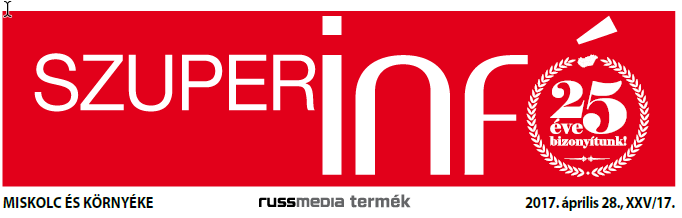 SZUPERinfó
25
éve
bizonyítunk!
MISKOLC ÉS KÖRNYÉKE russmedia termék 2017. április 28., XXV/17.